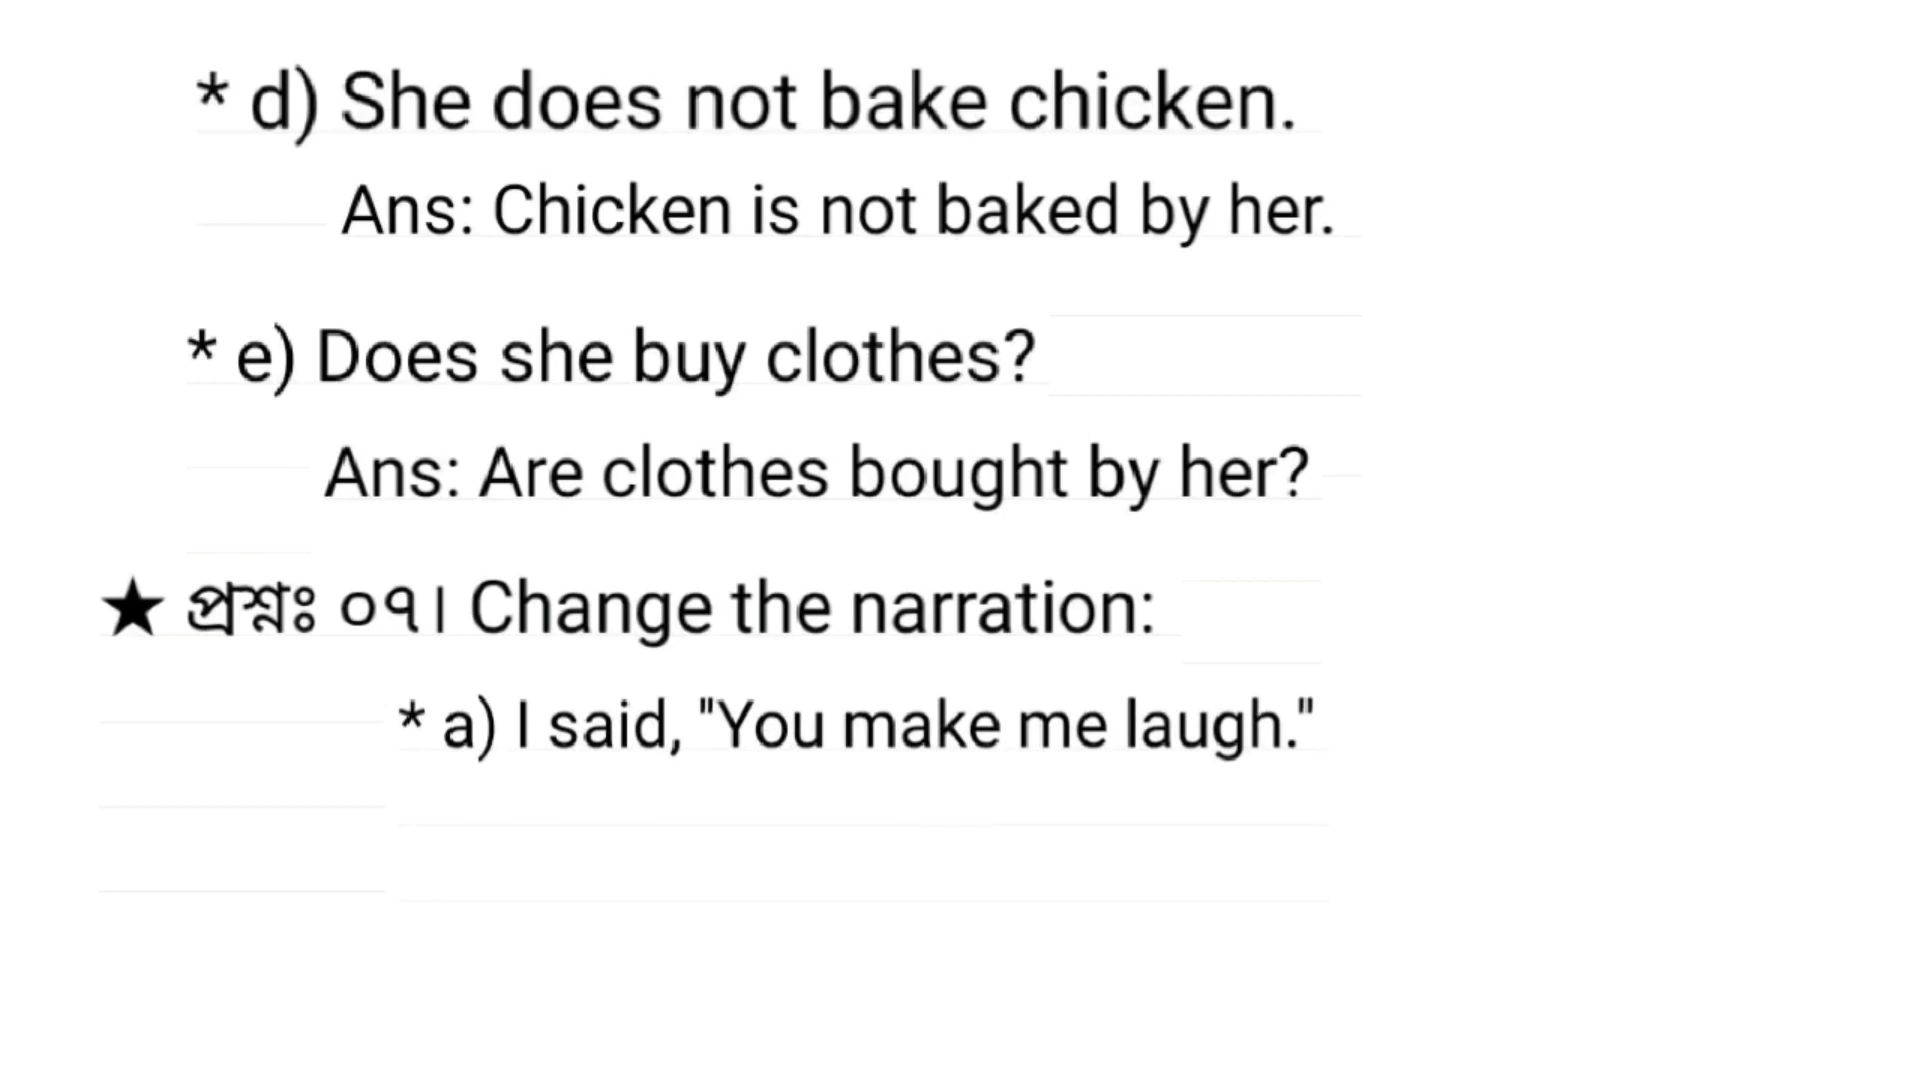 * d) She does not bake chicken.
Ans: Chicken is not baked by her.
* e) Does she buy clothes?
Ans: Are clothes bought by her?
★ প্রশ্নঃ ০৭। Change the narration:
* a) I said, "You make me laugh."